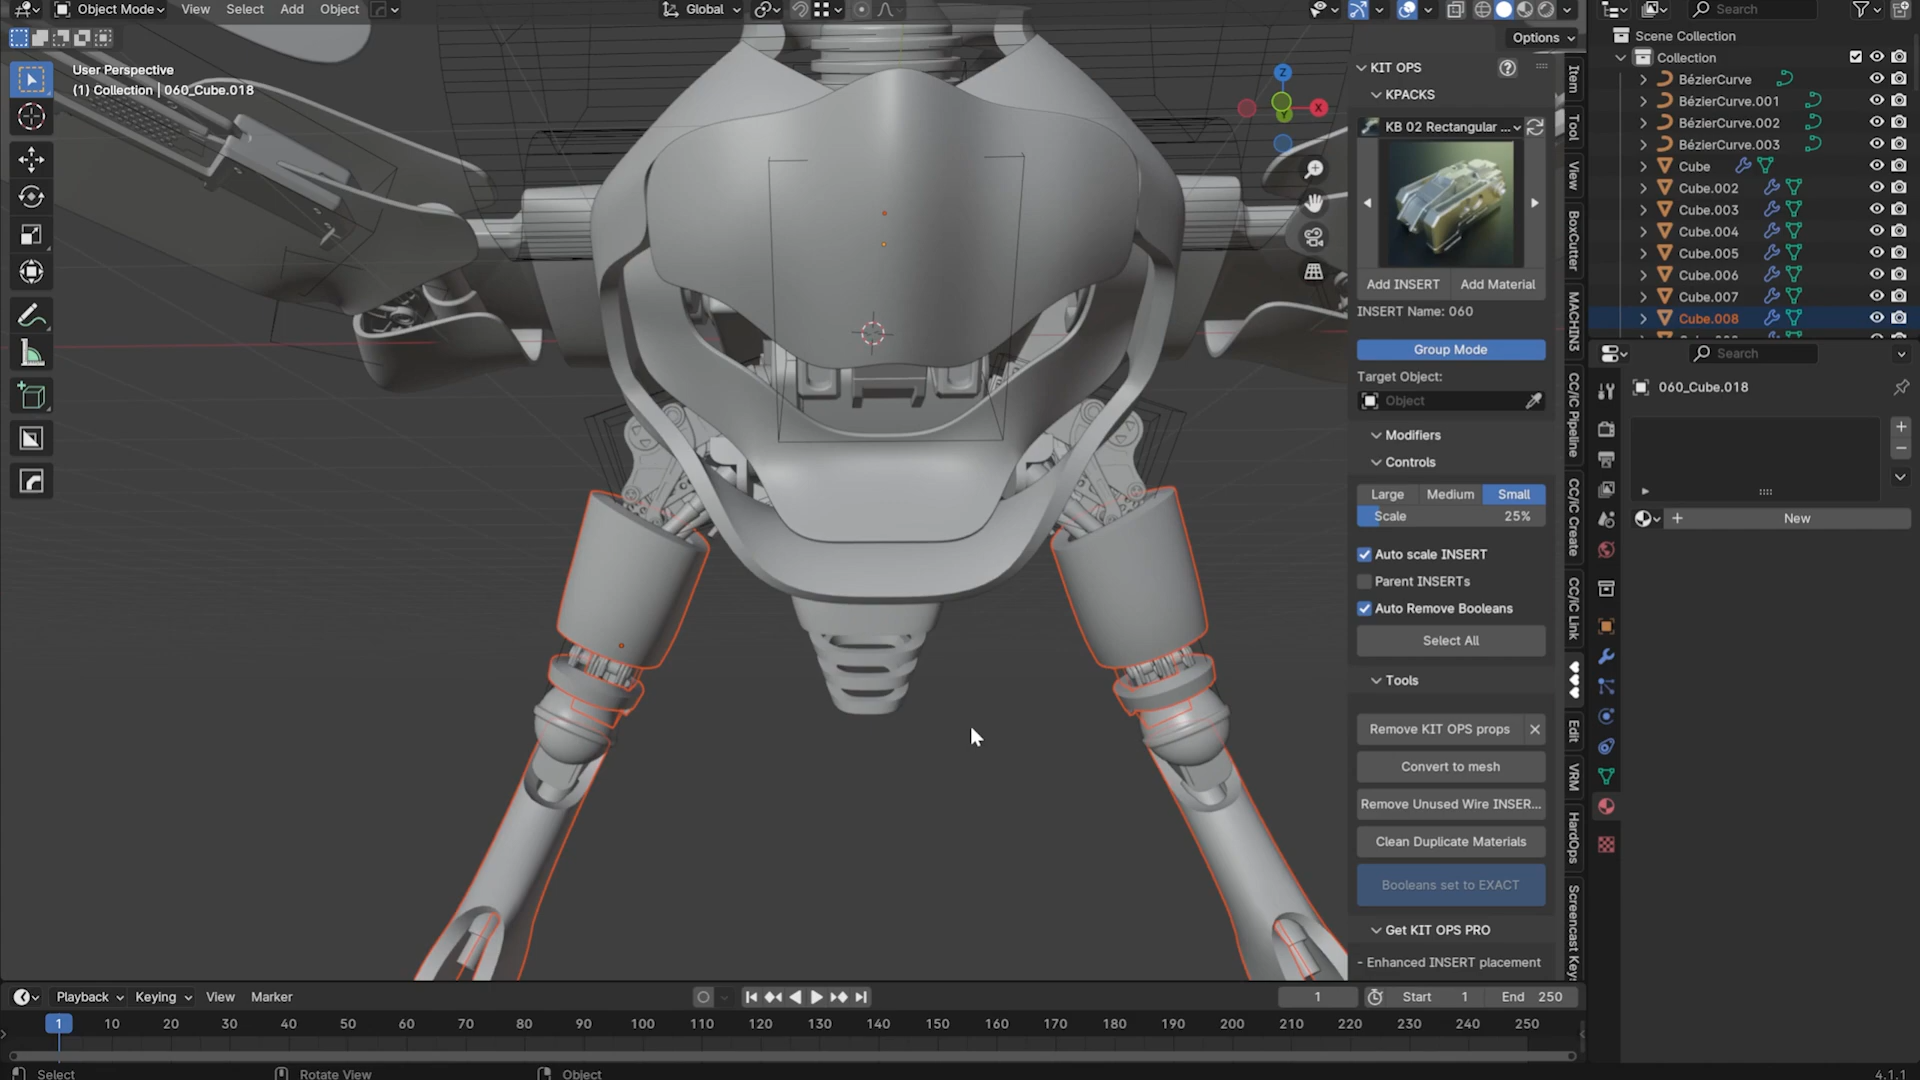 Object Mode
View
Select
Add
Object
Global
Options
User Perspective
(1) Collection | 060_Cube.018
Z
X
Y
KIT OPS
KPACKS
KB 02 Rectangular ...
Add INSERT
Add Material
INSERT Name: 060
Group Mode
Target Object:
Object
Modifiers
Controls
Large
Medium
Small
Scale
25%
Auto scale INSERT
Parent INSERTs
Auto Remove Booleans
Select All
Tools
Remove KIT OPS props
Convert to mesh
Remove Unused Wire INSER...
Clean Duplicate Materials
Booleans set to EXACT
Get KIT OPS PRO
- Enhanced INSERT placement
Item
Tool
View
BoxCutter
MACHIN3
CC/iC Pipeline
CC/iC Create
CC/iC Link
Edit
VRM
HardOps
Screencast Key
Search
Scene Collection
Collection
BézierCurve
BézierCurve.001
BézierCurve.002
BézierCurve.003
Cube
Cube.002
Cube.003
Cube.004
Cube.005
Cube.006
Cube.007
Cube.008
Search
060_Cube.018
New
Playback
Keying
View
Marker
1
Start 1
End 250
1 10 20 30 40 50 60 70 80 90 100 110 120 130 140 150 160 170 180 190 200 210 220 230 240 250
Select
Rotate View
Object
4.1.1